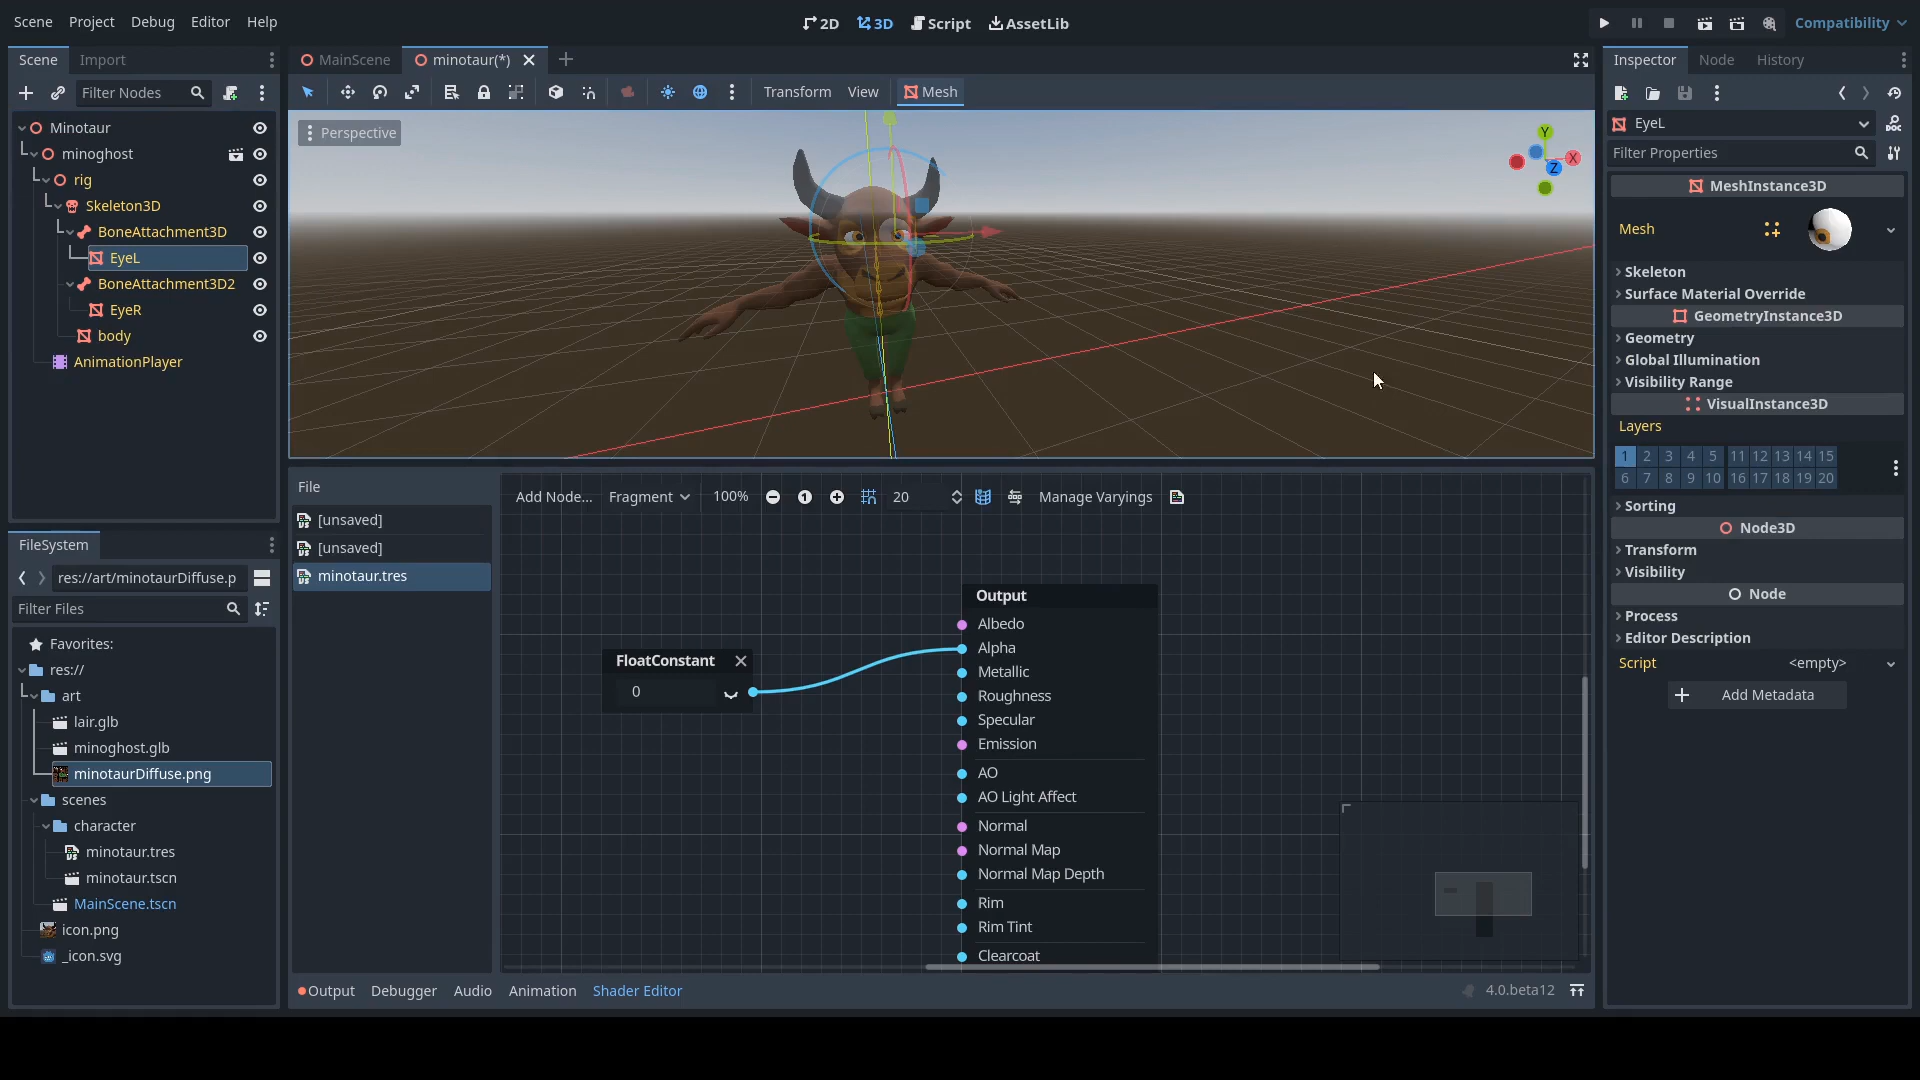 Scene Project Debug Editor Help
2D 3D Script AssetLib
Compatibility
Scene Import
Filter Nodes
Minotaur
minoghost
rig
Skeleton3D
BoneAttachment3D
EyeL
BoneAttachment3D2
EyeR
body
AnimationPlayer
FileSystem
res://art/minotaurDiffuse.p
Filter Files
Favorites:
res://
art
lair.glb
minoghost.glb
minotaurDiffuse.png
scenes
character
minotaur.tres
minotaur.tscn
MainScene.tscn
icon.png
_icon.svg
MainScene minotaur(*)
Transform View Mesh
Perspective
Y
X
Z
File
[unsaved]
[unsaved]
minotaur.tres
Add Node... Fragment 100% 1 20 Manage Varyings
FloatConstant
0
Output
Albedo
Alpha
Metallic
Roughness
Specular
Emission
AO
AO Light Affect
Normal
Normal Map
Normal Map Depth
Rim
Rim Tint
Clearcoat
Output Debugger Audio Animation Shader Editor
4.0.beta12
Inspector Node History
EyeL
DOC
Filter Properties
MeshInstance3D
Mesh
Skeleton
Surface Material Override
GeometryInstance3D
Geometry
Global Illumination
Visibility Range
VisualInstance3D
Layers
1 2 3 4 5 11 12 13 14 15
6 7 8 9 10 16 17 18 19 20
Sorting
Node3D
Transform
Visibility
Node
Process
Editor Description
Script <empty>
Add Metadata